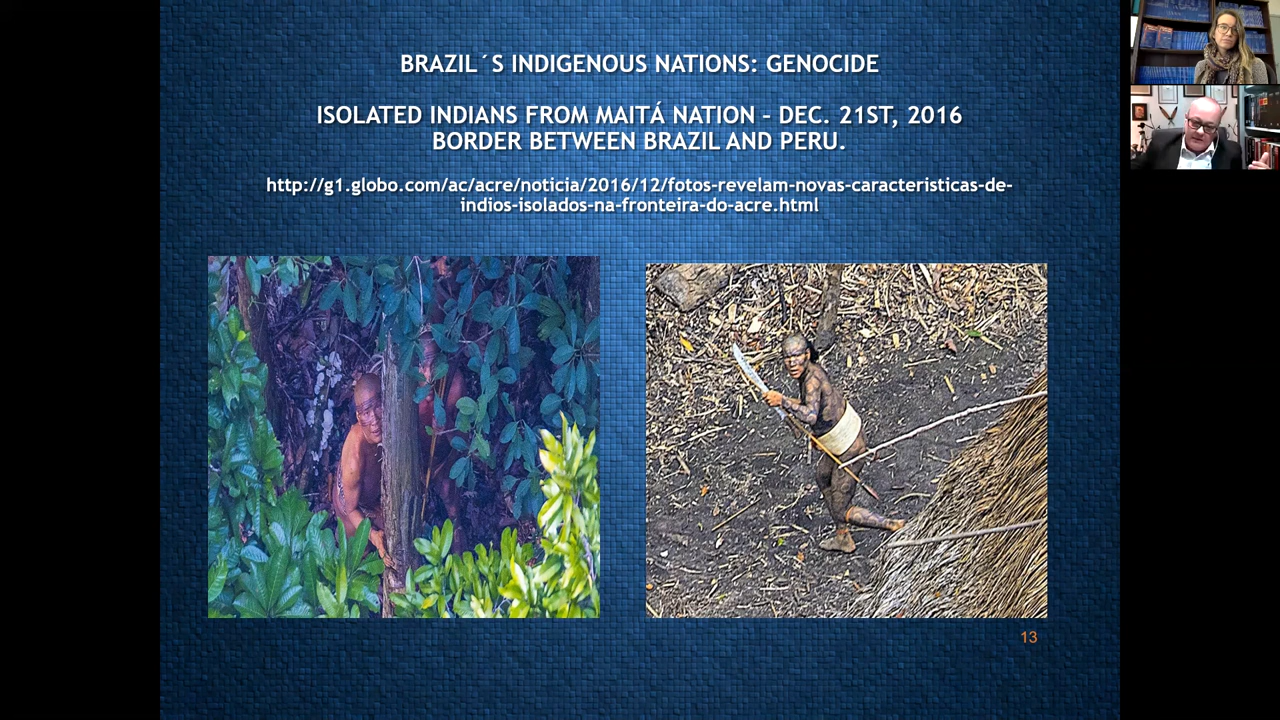 BRAZIL´S INDIGENOUS NATIONS: GENOCIDE
ISOLATED INDIANS FROM MAITÁ NATION – DEC. 21ST, 2016
BORDER BETWEEN BRAZIL AND PERU.
http://g1.globo.com/ac/acre/noticia/2016/12/fotos-revelam-novas-caracteristicas-de-
indios-isolados-na-fronteira-do-acre.html
13